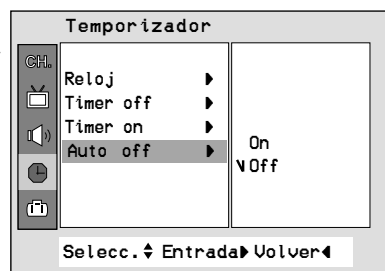 Temporizador
CH.
Reloj
Timer off
Timer on
Auto off
On
Off
Selecc. Entrada Volver